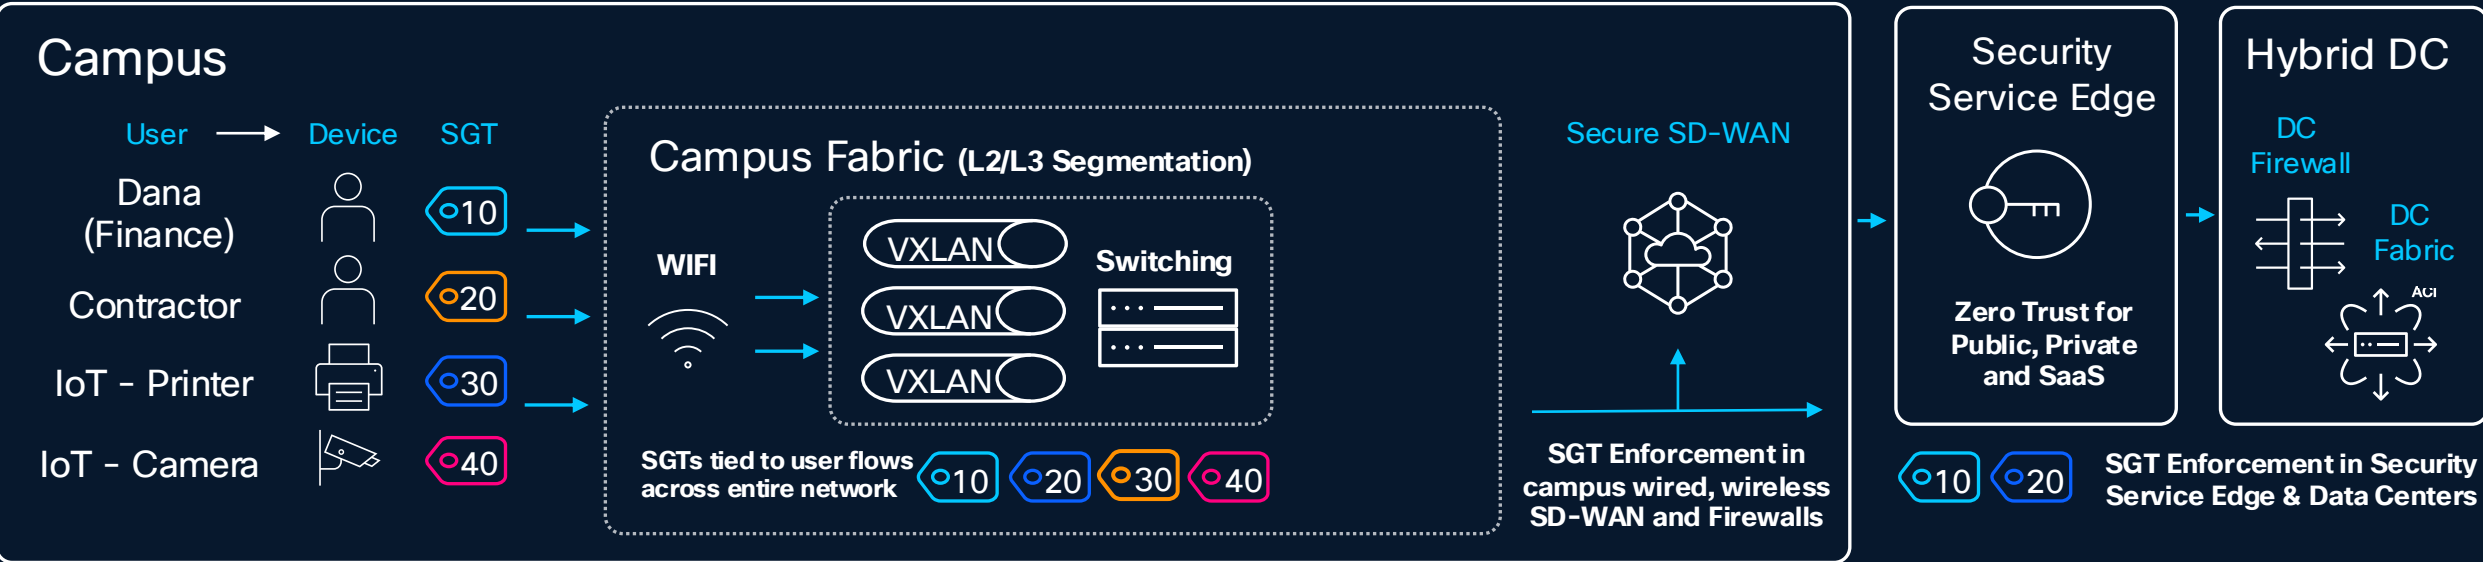 Campus
User
Device
SGT
Dana
(Finance)
10
Contractor
20
IoT - Printer
30
IoT - Camera
40
Campus Fabric (L2/L3 Segmentation)
WIFI
VXLAN
VXLAN
VXLAN
Switching
SGTs tied to user flows
across entire network
10
20
30
40
Secure SD-WAN
SGT Enforcement in
campus wired, wireless
SD-WAN and Firewalls
Security
Service Edge
Zero Trust for
Public, Private
and SaaS
Hybrid DC
DC
Firewall
DC
Fabric
ACI
10
20
SGT Enforcement in Security
Service Edge & Data Centers